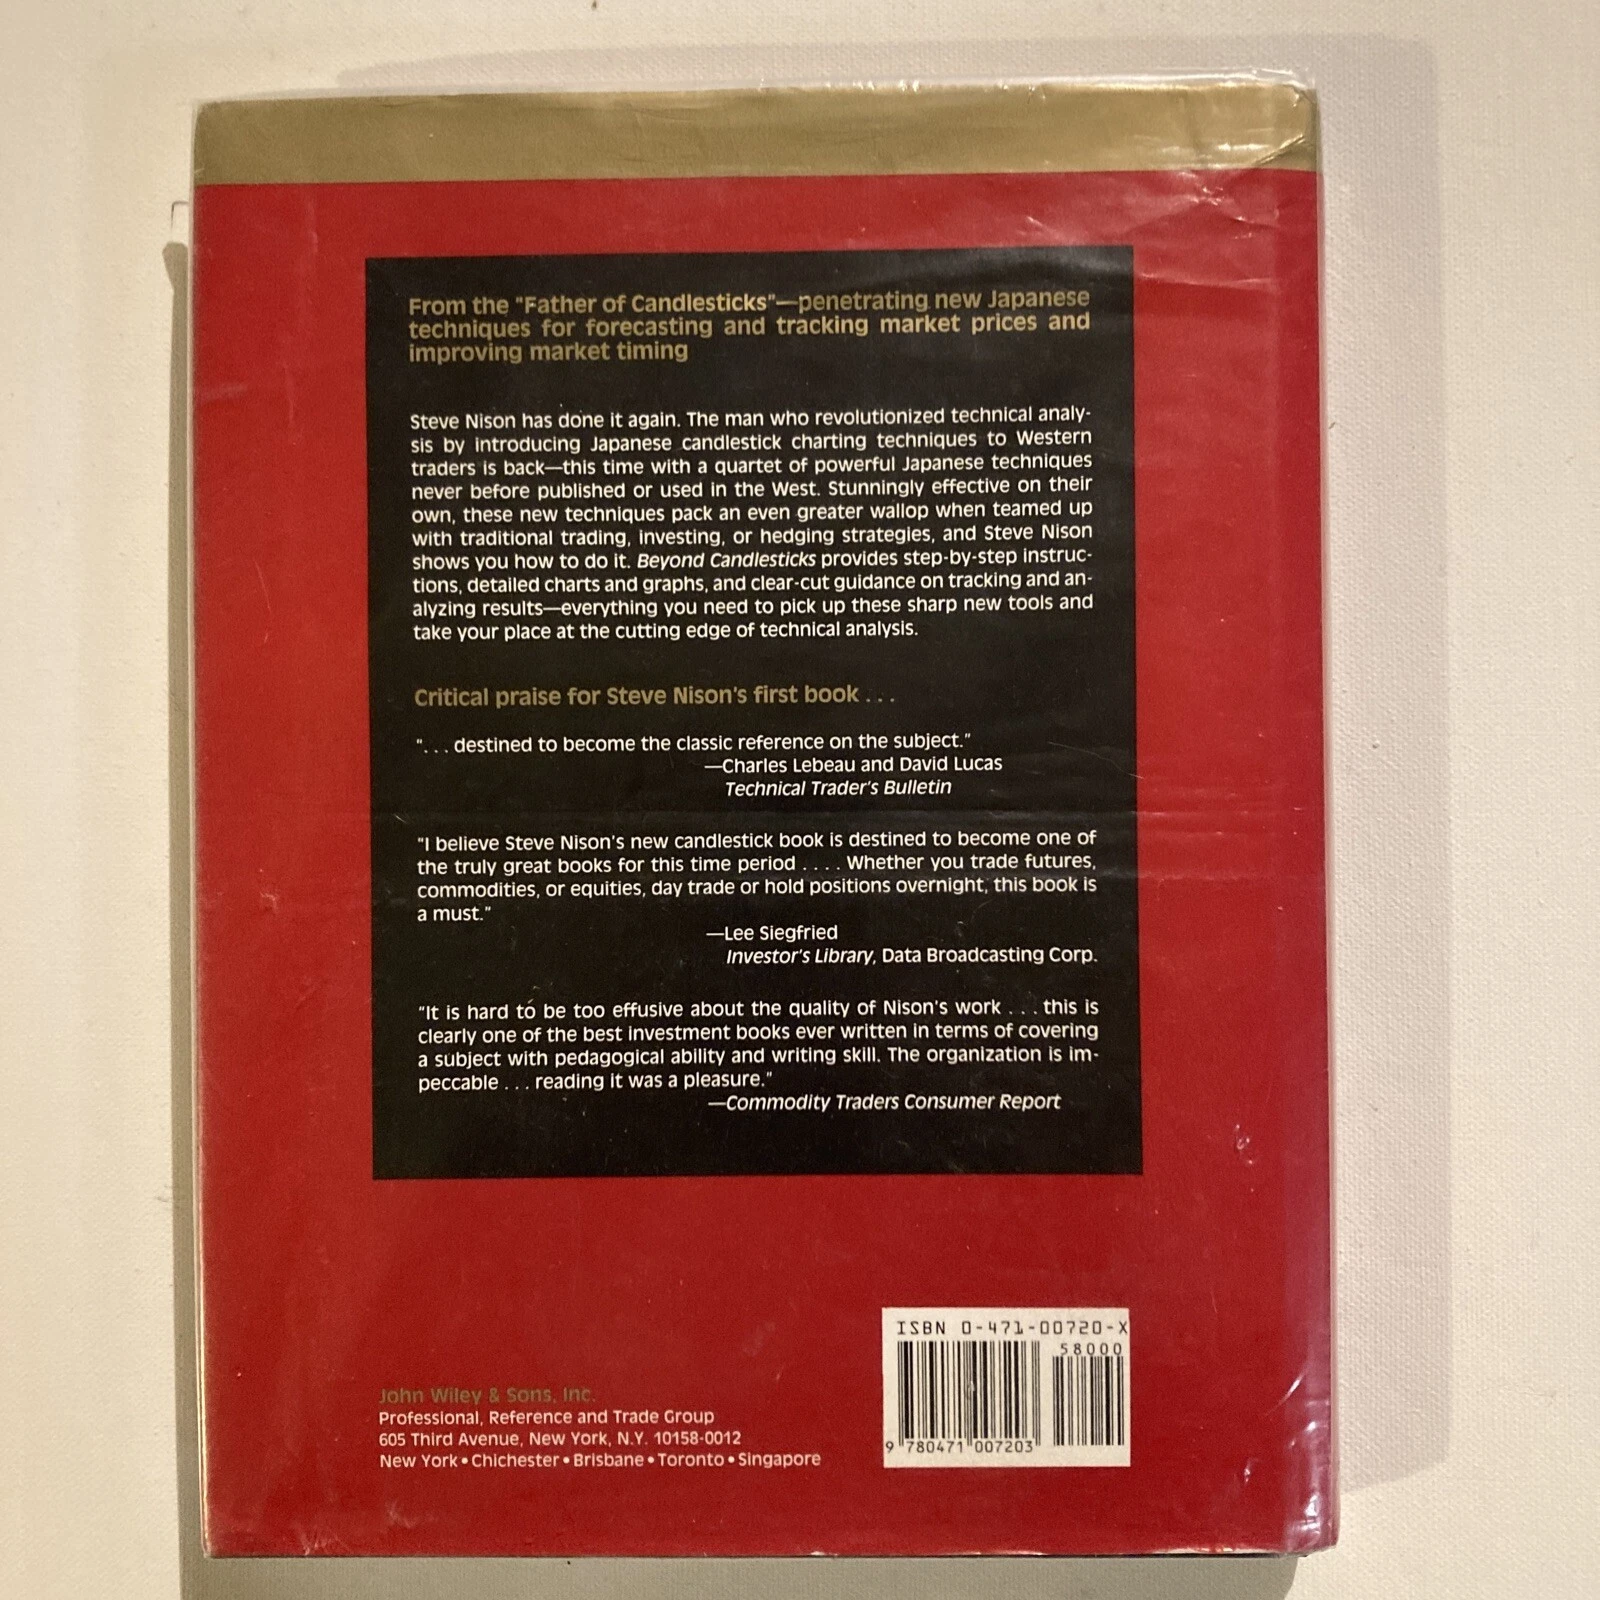 From the "Father of Candlesticks"—penetrating new Japanese
techniques for forecasting and tracking market prices and
improving market timing
Steve Nison has done it again. The man who revolutionized technical analy-
sis by introducing Japanese candlestick charting techniques to Western
traders is back—this time with a quartet of powerful Japanese techniques
never before published or used in the West. Stunningly effective on their
own, these new techniques pack an even greater wallop when teamed up
with traditional trading, investing, or hedging strategies, and Steve Nison
shows you how to do it. Beyond Candlesticks provides step-by-step instruc-
tions, detailed charts and graphs, and clear-cut guidance on tracking and an-
alyzing results—everything you need to pick up these sharp new tools and
take your place at the cutting edge of technical analysis.
Critical praise for Steve Nison's first book . . .
". . . destined to become the classic reference on the subject."
—Charles Lebeau and David Lucas
Technical Trader's Bulletin
"I believe Steve Nison's new candlestick book is destined to become one of
the truly great books for this time period . . . . Whether you trade futures,
commodities, or equities, day trade or hold positions overnight, this book is
a must."
—Lee Siegfried
Investor's Library, Data Broadcasting Corp.
"It is hard to be too effusive about the quality of Nison's work . . . this is
clearly one of the best investment books ever written in terms of covering
a subject with pedagogical ability and writing skill. The organization is im-
peccable . . . reading it was a pleasure."
—Commodity Traders Consumer Report
John Wiley & Sons, Inc.
Professional, Reference and Trade Group
605 Third Avenue, New York, N.Y. 10158-0012
New York • Chichester • Brisbane • Toronto • Singapore
ISBN 0-471-00720-X
58000
9 780471 007203